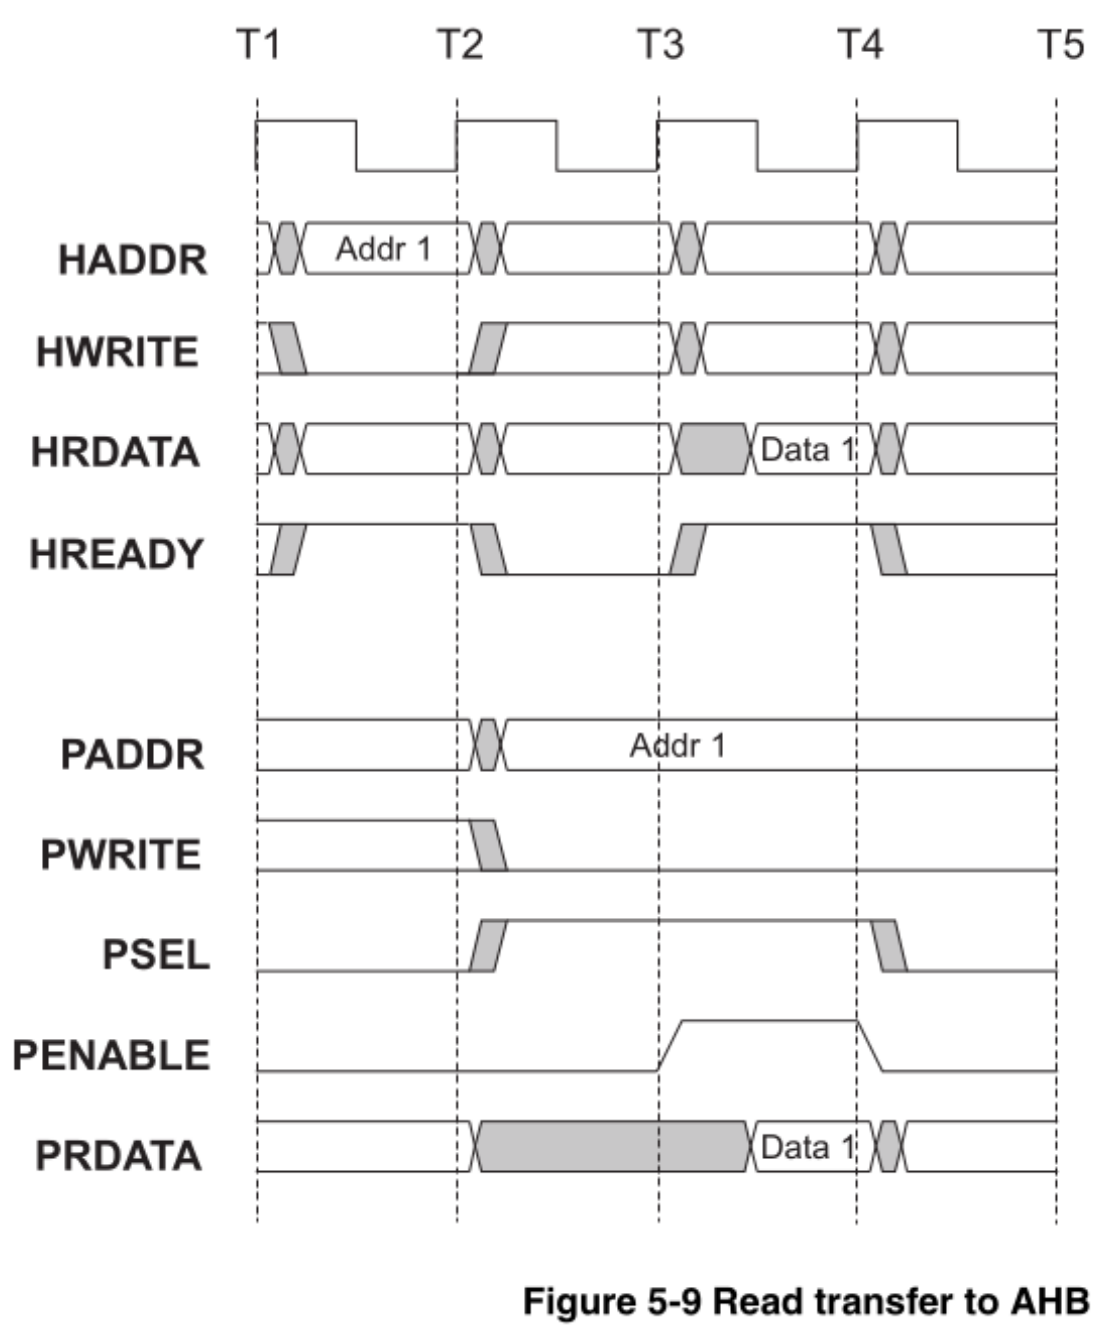 T1 T2 T3 T4 T5
HADDR Addr 1
HWRITE
HRDATA Data 1
HREADY
PADDR Addr 1
PWRITE
PSEL
PENABLE
PRDATA Data 1
Figure 5-9 Read transfer to AHB